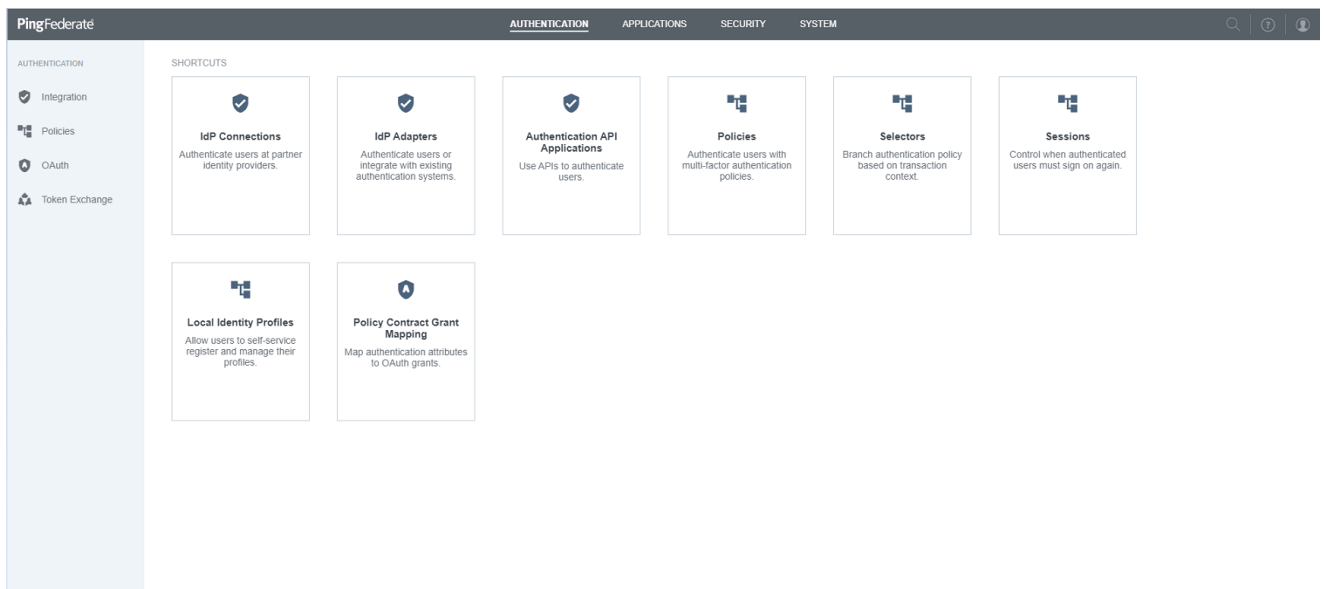 PingFederate
AUTHENTICATION
APPLICATIONS
SECURITY
SYSTEM
AUTHENTICATION
Integration
Policies
OAuth
Token Exchange
SHORTCUTS
IdP Connections
Authenticate users at partner
identity providers.
IdP Adapters
Authenticate users or
integrate with existing
authentication systems.
Authentication API
Applications
Use APIs to authenticate
users.
Policies
Authenticate users with
multi-factor authentication
policies.
Selectors
Branch authentication policy
based on transaction
context.
Sessions
Control when authenticated
users must sign on again.
Local Identity Profiles
Allow users to self-service
register and manage their
profiles.
Policy Contract Grant
Mapping
Map authentication attributes
to OAuth grants.